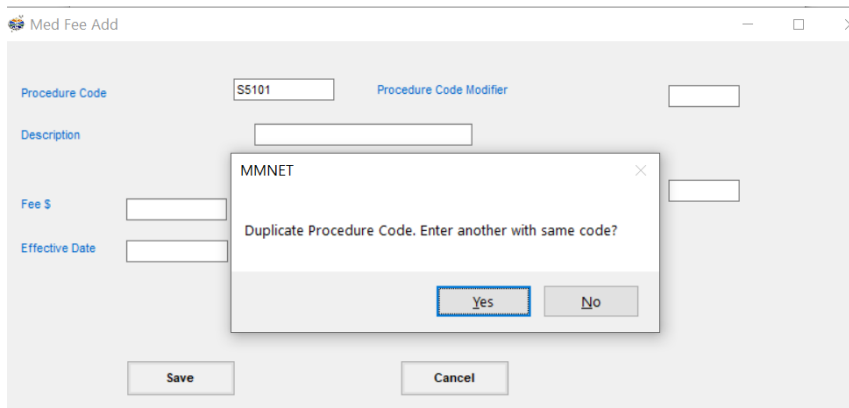 Med Fee Add
Procedure Code S5101 Procedure Code Modifier
Description
MMNET
Fee $
Duplicate Procedure Code. Enter another with same code?
Effective Date
Yes No
Save Cancel